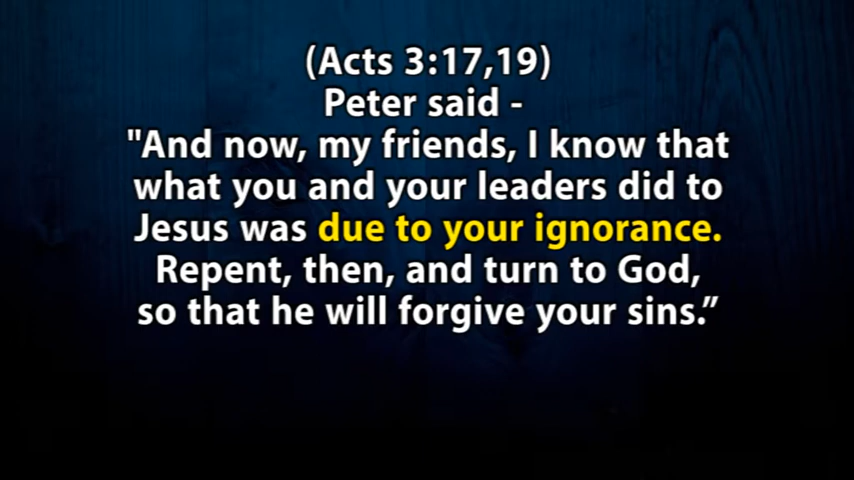 (Acts 3:17,19)
Peter said -
"And now, my friends, I know that
what you and your leaders did to
Jesus was due to your ignorance.
Repent, then, and turn to God,
so that he will forgive your sins.”